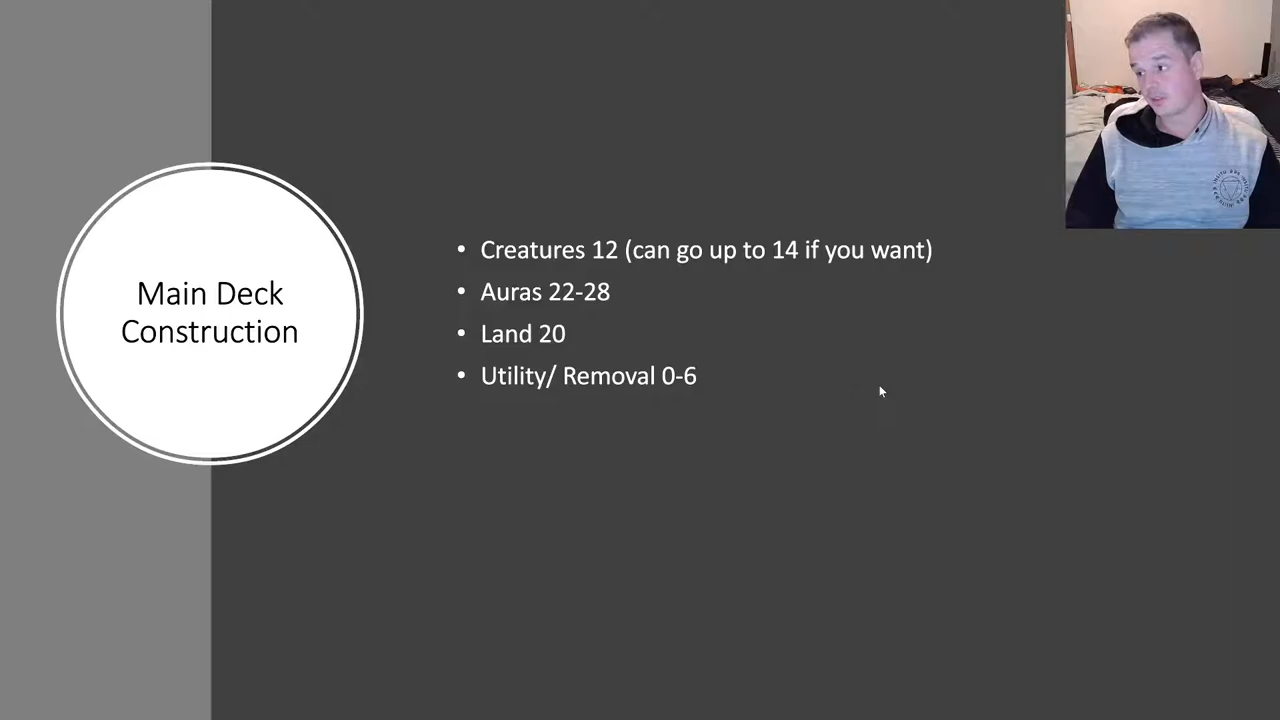 Main Deck
Construction
• Creatures 12 (can go up to 14 if you want)
• Auras 22-28
• Land 20
• Utility/ Removal 0-6